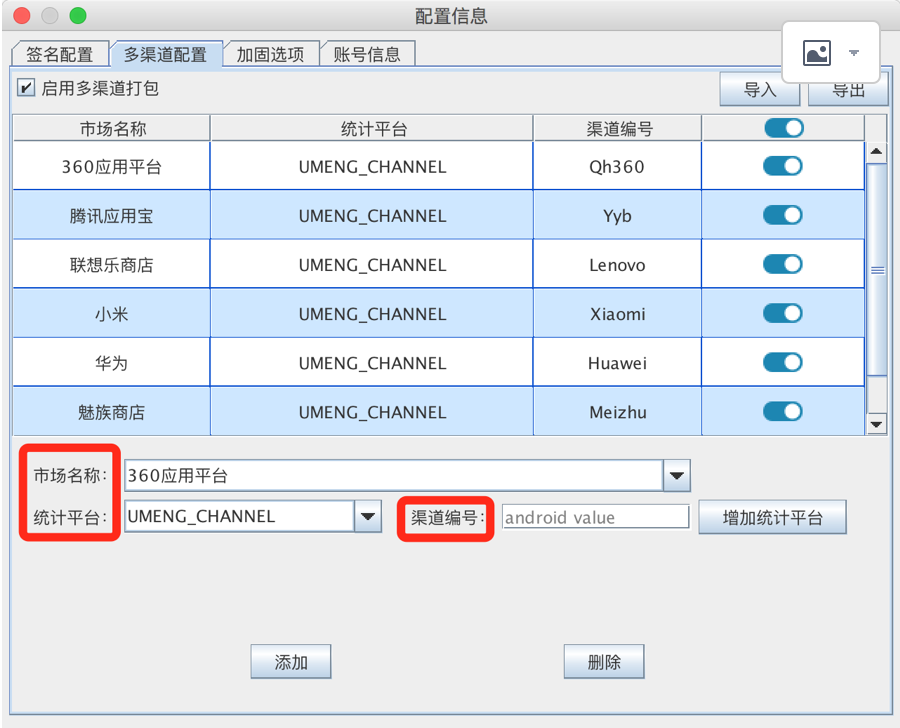 配置信息
签名配置 多渠道配置 加固选项 账号信息
启用多渠道打包 导入 导出
市场名称 统计平台 渠道编号
360应用平台 UMENG_CHANNEL Qh360
腾讯应用宝 UMENG_CHANNEL Yyb
联想乐商店 UMENG_CHANNEL Lenovo
小米 UMENG_CHANNEL Xiaomi
华为 UMENG_CHANNEL Huawei
魅族商店 UMENG_CHANNEL Meizhu
市场名称: 360应用平台
统计平台: UMENG_CHANNEL 渠道编号: android value 增加统计平台
添加 删除